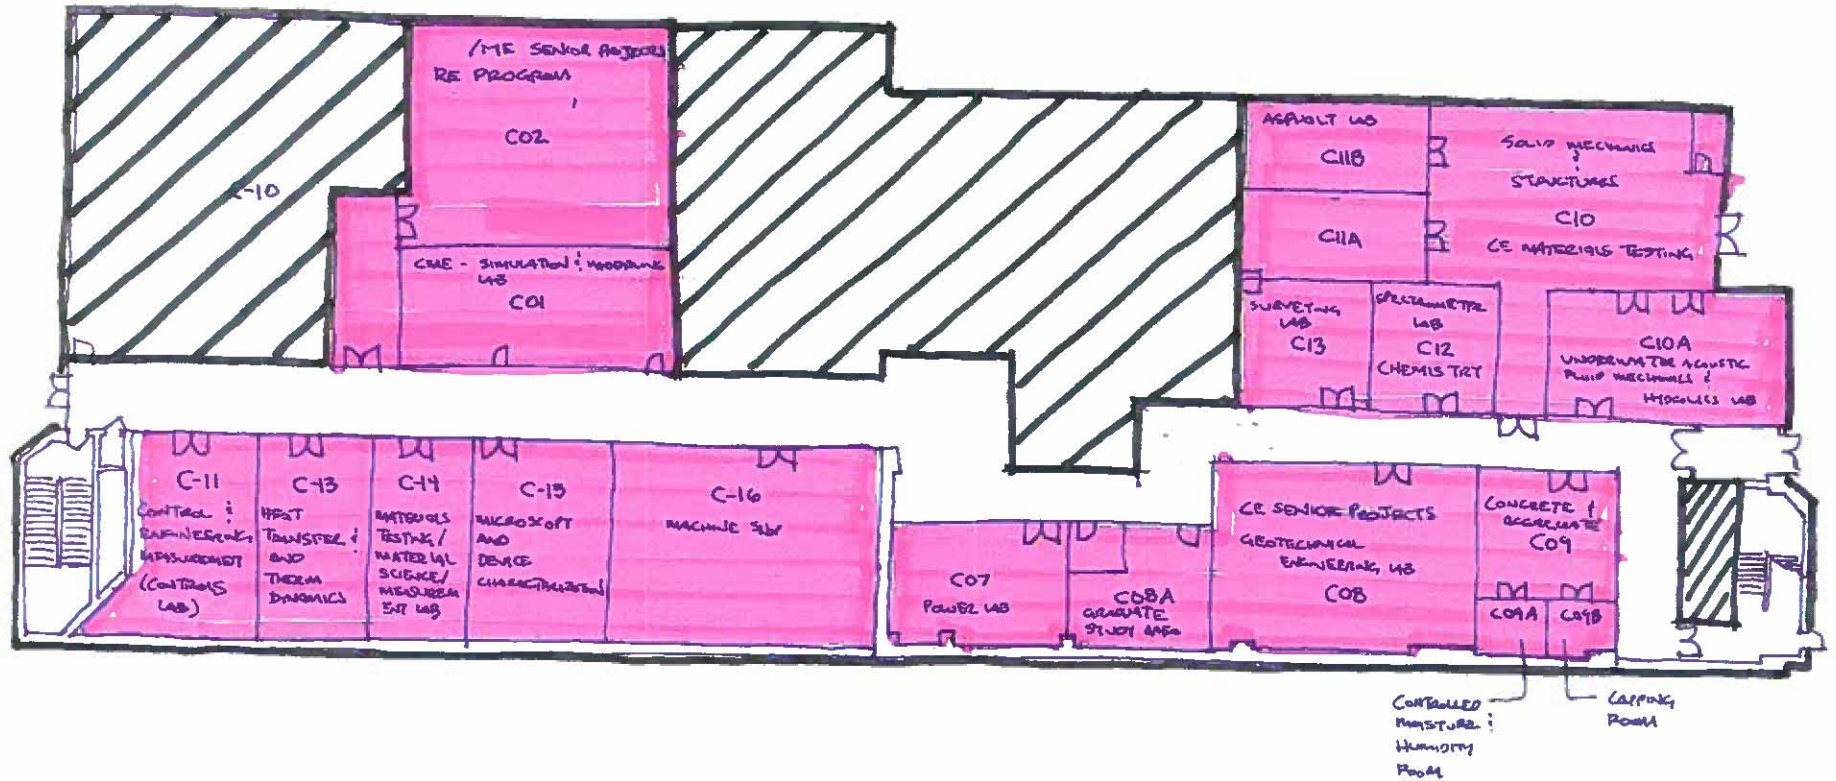 /ME SENIOR PROJECTS
RE PROGRAM
C02
C-10
CME - SIMULATION & MODELING
LAB
C01
ASPHALT LAB
C11B
C11A
SOLID MECHANICS
&
STRUCTURES
C10
CE MATERIALS TESTING
SURVEYING
LAB
C13
SPECTROMETER
LAB
C12
CHEMISTRY
C10A
UNDERWATER ACOUSTIC
FLUID MECHANICS &
HYDRAULICS LAB
C-11
CONTROL &
ENGINEERING
MEASUREMENT
(CONTROLS
LAB)
C-13
HEAT
TRANSFER &
AND
THERM
DYNAMICS
C-14
MATERIALS
TESTING/
MATERIAL
SCIENCE/
MEASUREM
ENT LAB
C-15
MICROSCOPY
AND
DEVICE
CHARACTERIZATION
C-16
MACHINE SHOP
C07
POWER LAB
C08A
GRADUATE
STUDY AREA
CE SENIOR PROJECTS
GEOTECHNICAL
ENGINEERING LAB
C08
CONCRETE &
AGGREGATE
C09
C09A
C09B
CONTROLLED
MOISTURE &
HUMIDITY
ROOM
CAPPING
ROOM